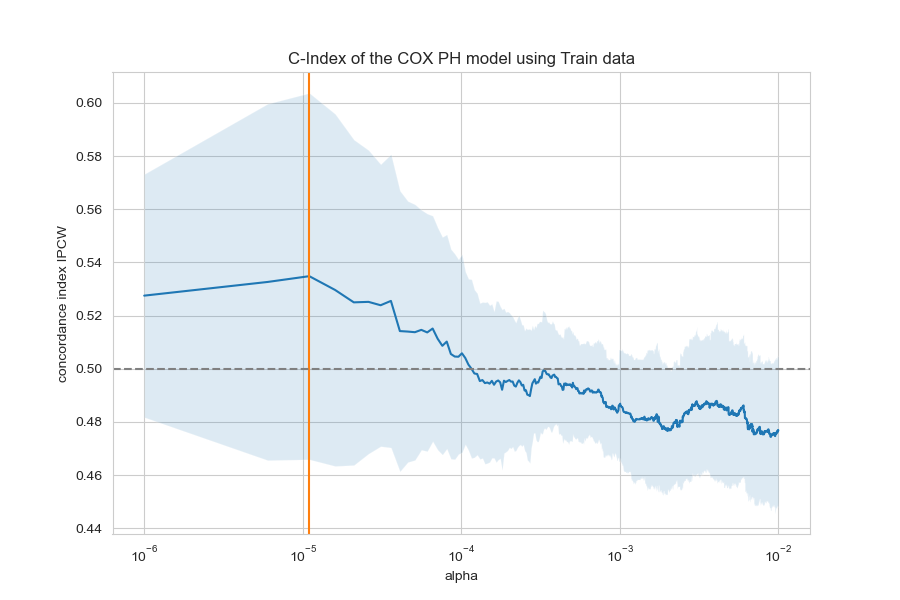 C-Index of the COX PH model using Train data
concordance index IPCW
0.60
0.58
0.56
0.54
0.52
0.50
0.48
0.46
0.44
10⁻⁶ 10⁻⁵ 10⁻⁴ 10⁻³ 10⁻²
alpha